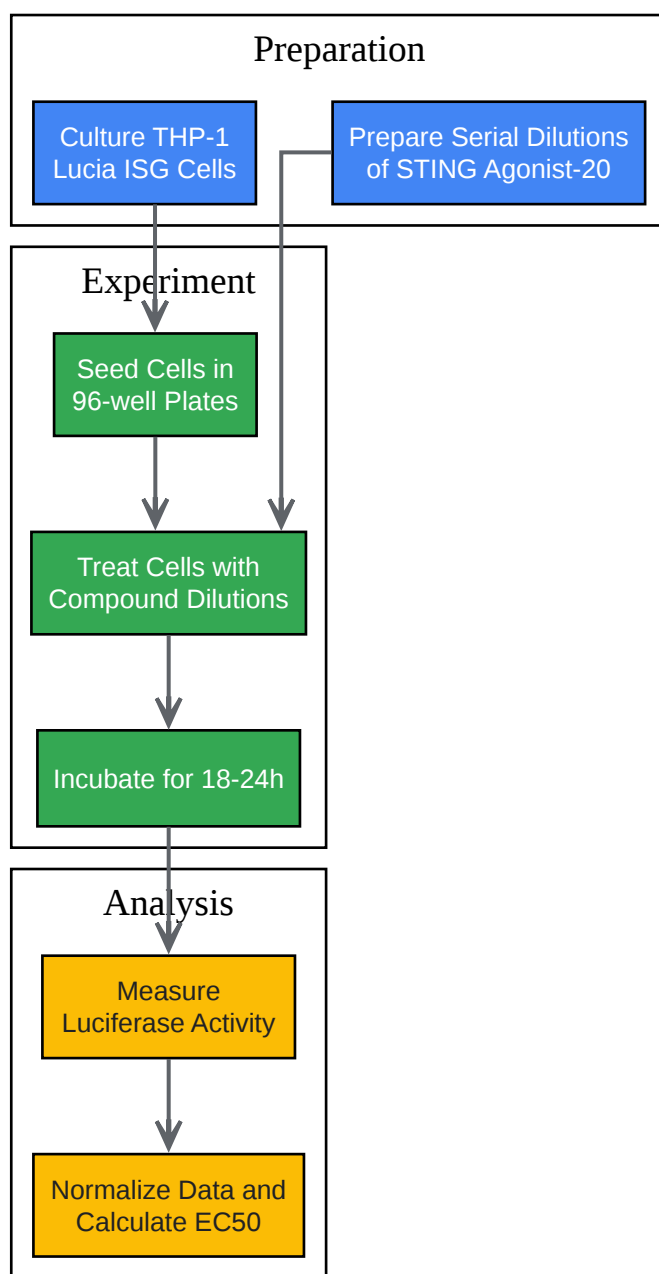 Preparation
Culture THP-1
Lucia ISG Cells
Prepare Serial Dilutions
of STING Agonist-20
Experiment
Seed Cells in
96-well Plates
Treat Cells with
Compound Dilutions
Incubate for 18-24h
Analysis
Measure
Luciferase Activity
Normalize Data and
Calculate EC50